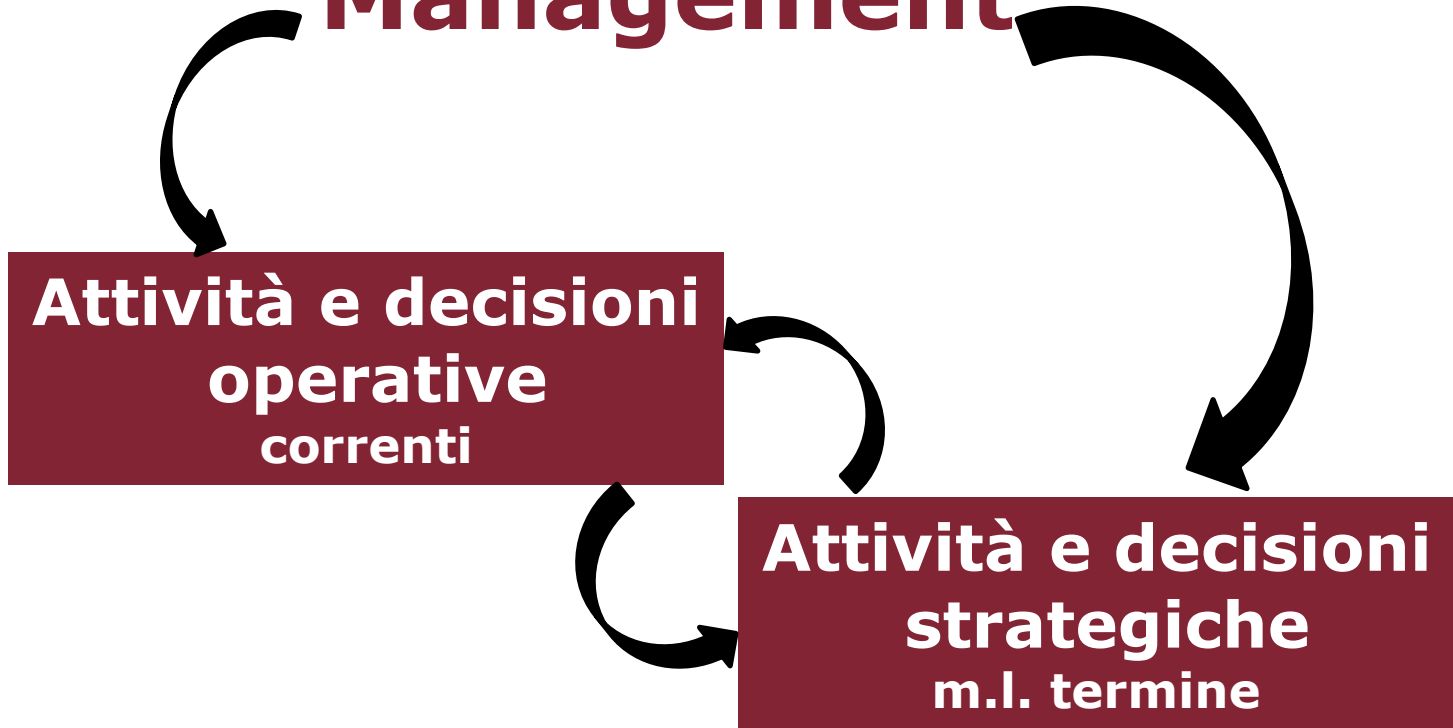 Management
Attività e decisioni
operative
correnti
Attività e decisioni
strategiche
m.l. termine